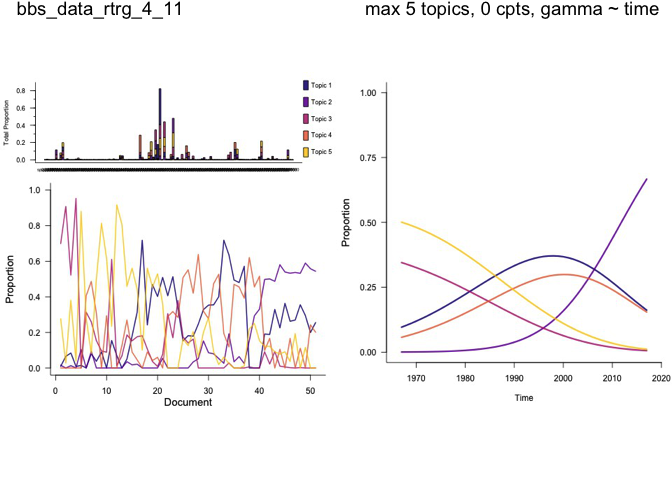 bbs_data_rtrg_4_11
max 5 topics, 0 cpts, gamma ~ time
Total Proportion
0.8
0.6
0.4
0.2
0.0
Topic 1
Topic 2
Topic 3
Topic 4
Topic 5
Proportion
1.0
0.8
0.6
0.4
0.2
0.0
0
10
20
30
40
50
Document
Proportion
1.00
0.75
0.50
0.25
0.00
1970
1980
1990
2000
2010
2020
Time